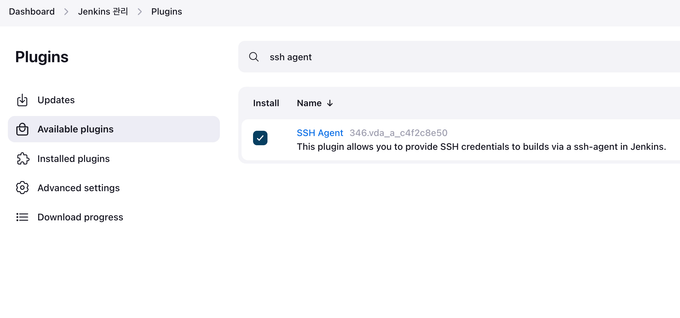 Dashboard > Jenkins 관리 > Plugins
Plugins
ssh agent
Updates
Available plugins
Installed plugins
Advanced settings
Download progress
Install Name ↓
SSH Agent 346.vda_a_c4f2c8e50
This plugin allows you to provide SSH credentials to builds via a ssh-agent in Jenkins.